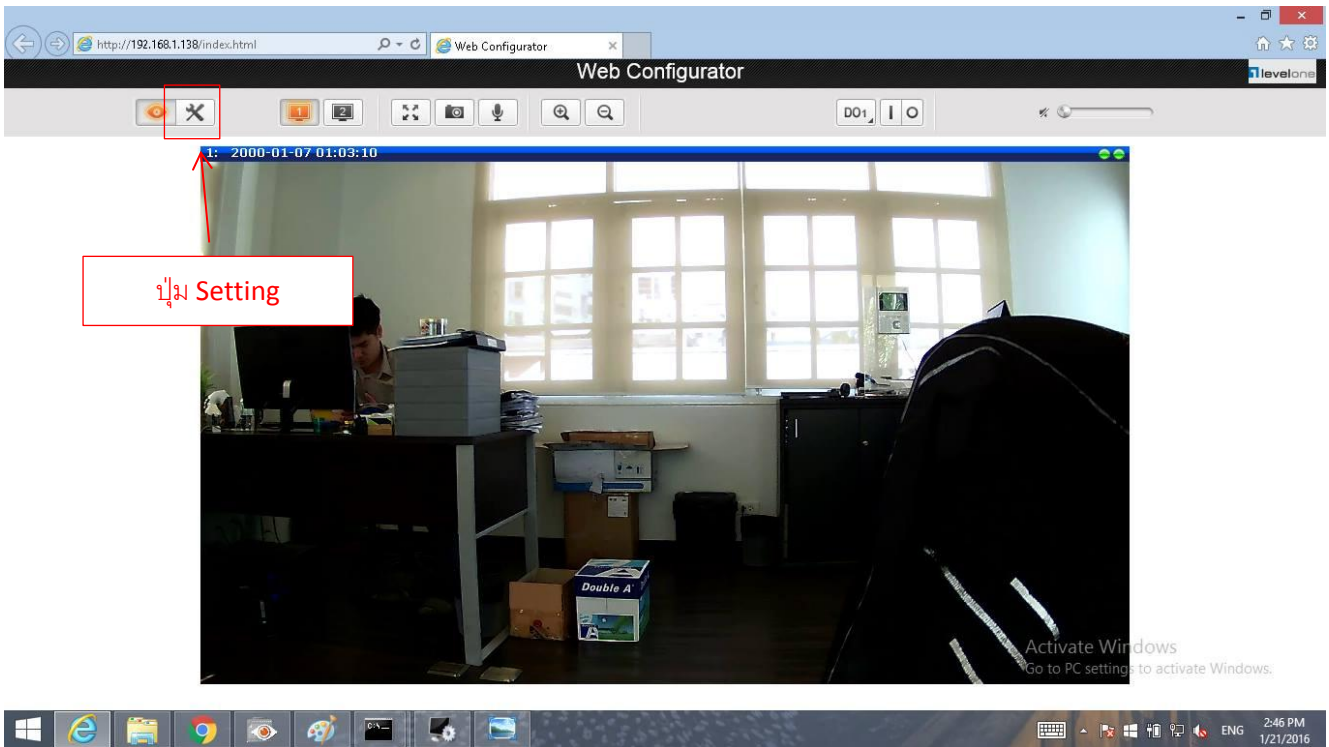 http://192.168.1.138/index.html
Web Configurator
Web Configurator
levelone
1
2
DO1
1: 2000-01-07 01:03:10
ปุ่ม Setting
Double A
Activate Windows
Go to PC settings to activate Windows.
C:\_
ENG
2:46 PM
1/21/2016